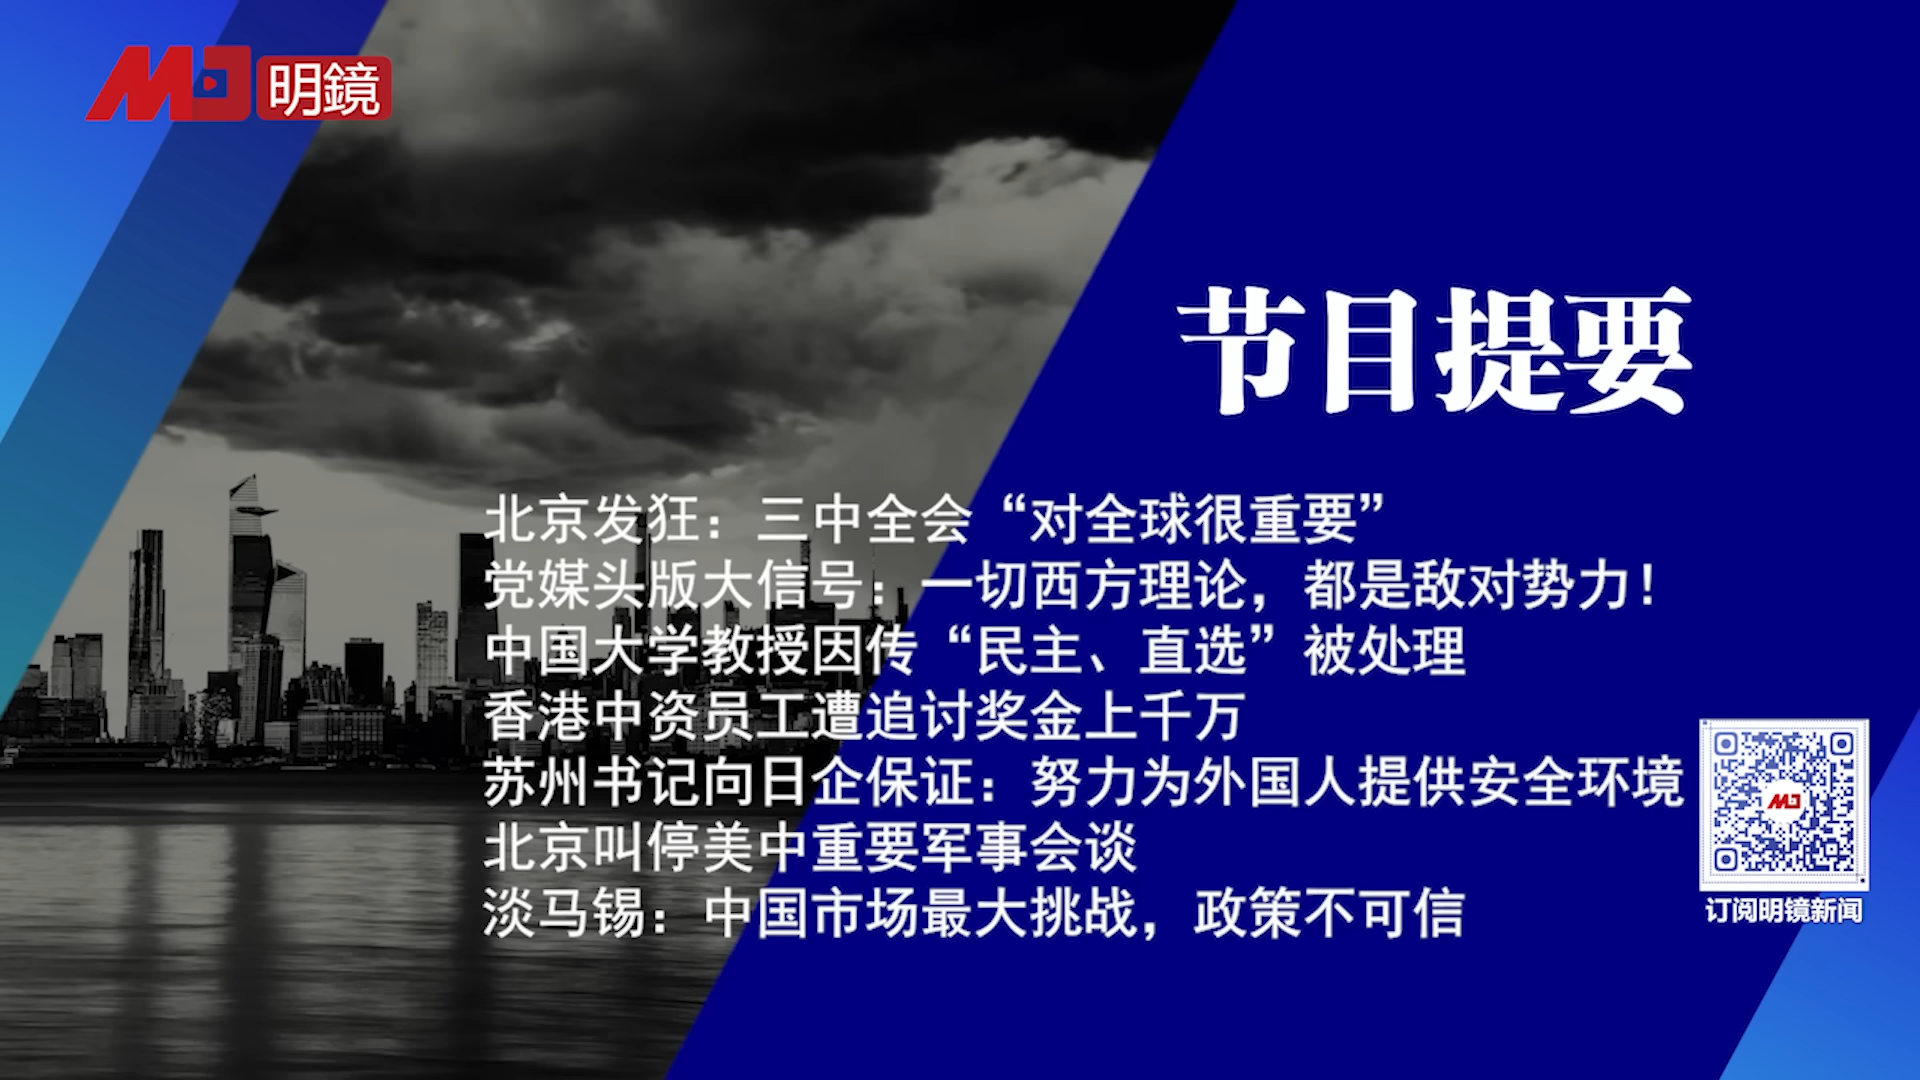 明鏡
节目提要
北京发狂：三中全会“对全球很重要”
党媒头版大信号：一切西方理论，都是敌对势力！
中国大学教授因传“民主、直选”被处理
香港中资员工遭追讨奖金上千万
苏州书记向日企保证：努力为外国人提供安全环境
北京叫停美中重要军事会谈
淡马锡：中国市场最大挑战，政策不可信
订阅明镜新闻